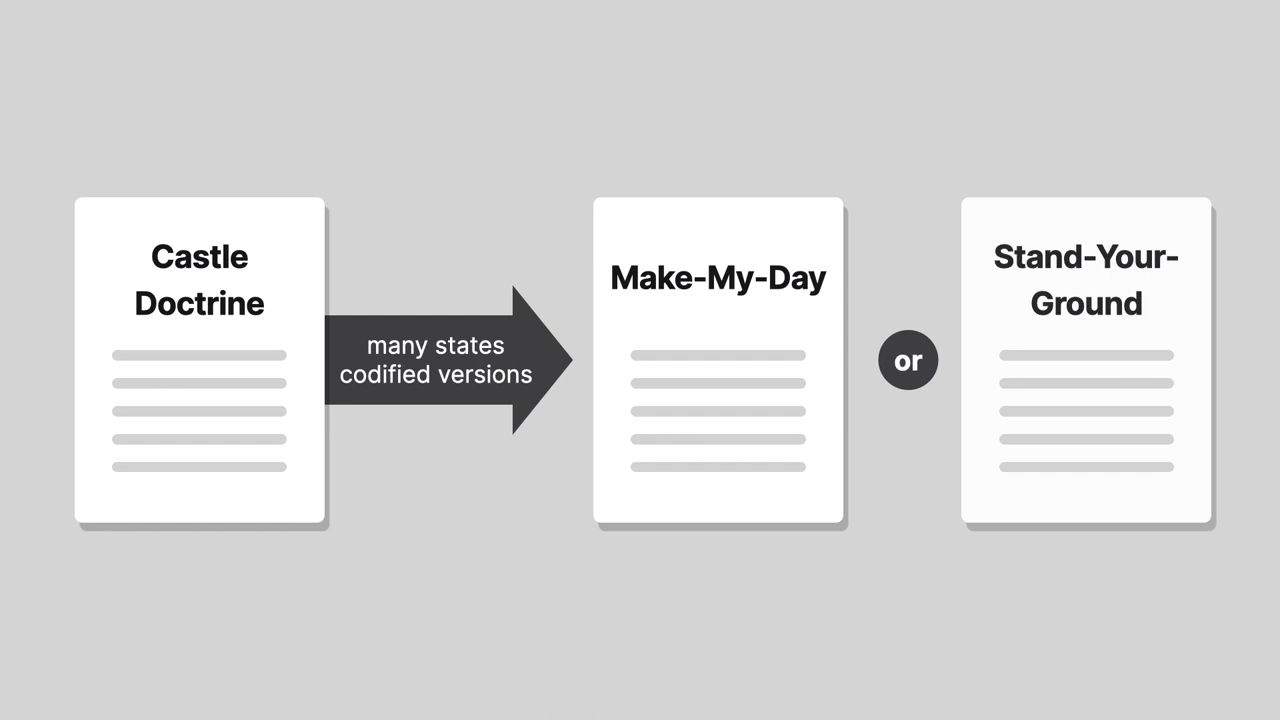 Castle
Doctrine
many states
codified versions
Make-My-Day
or
Stand-Your-
Ground